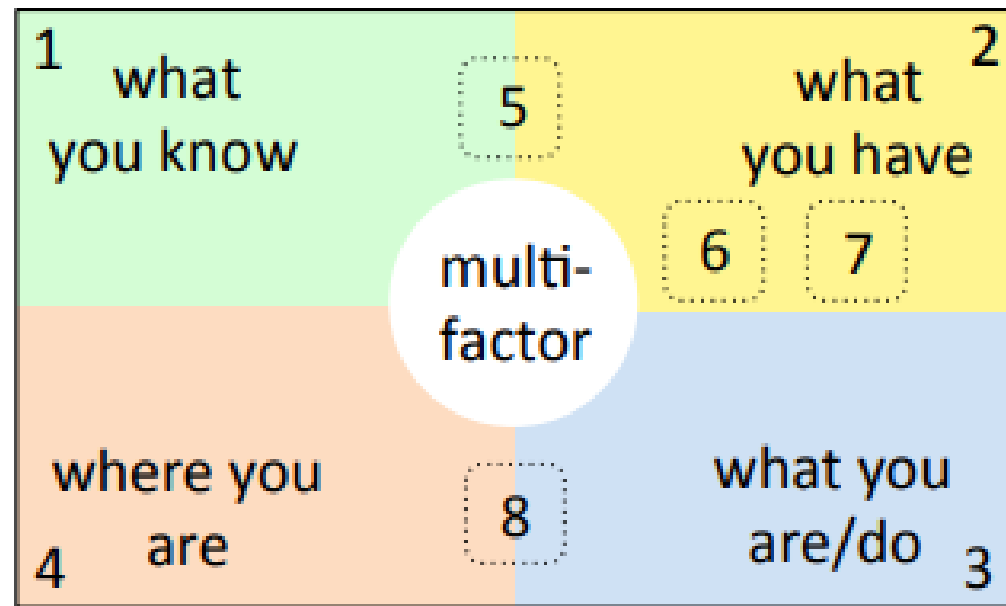 1
what
you know
5
2
what
you have
6
7
multi-
factor
where you
are
4
8
what you
are/do
3